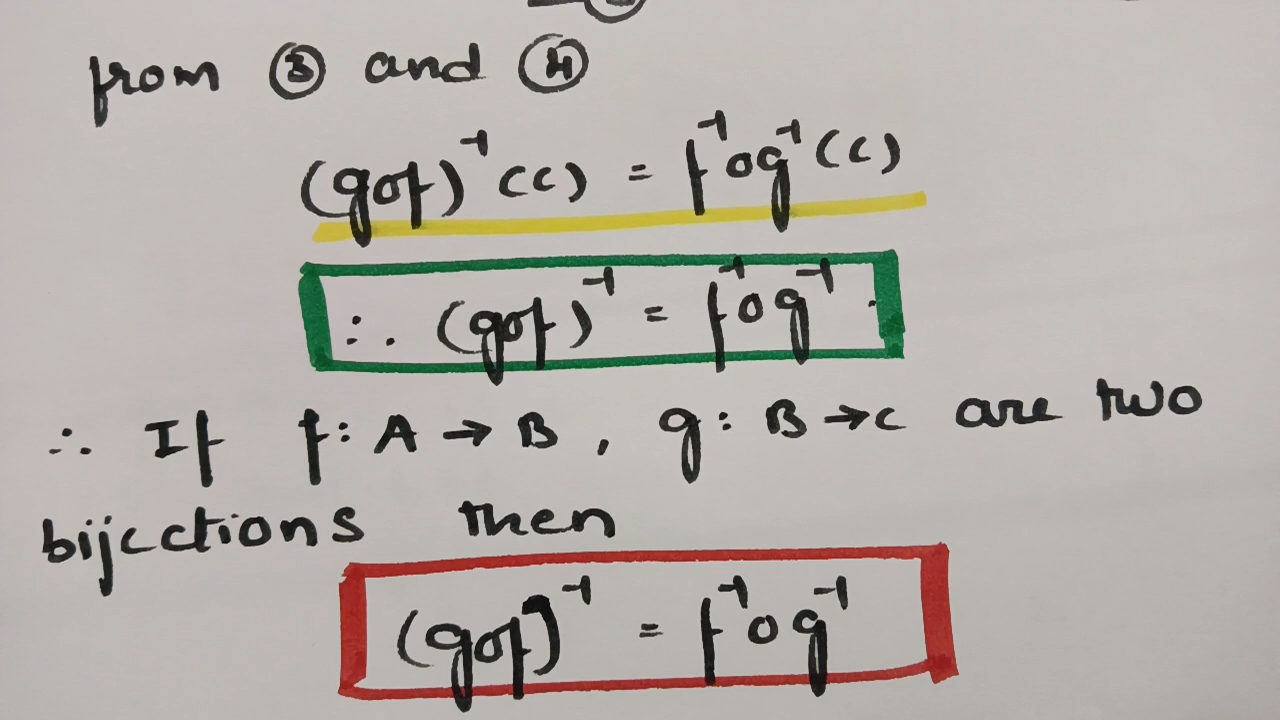 from ③ and ④
(gof)⁻¹(c) = f⁻¹og⁻¹(c)
∴ (gof)⁻¹ = f⁻¹og⁻¹.
∴ If f: A → B, g: B → C are two
bijections then
(gof)⁻¹ = f⁻¹og⁻¹